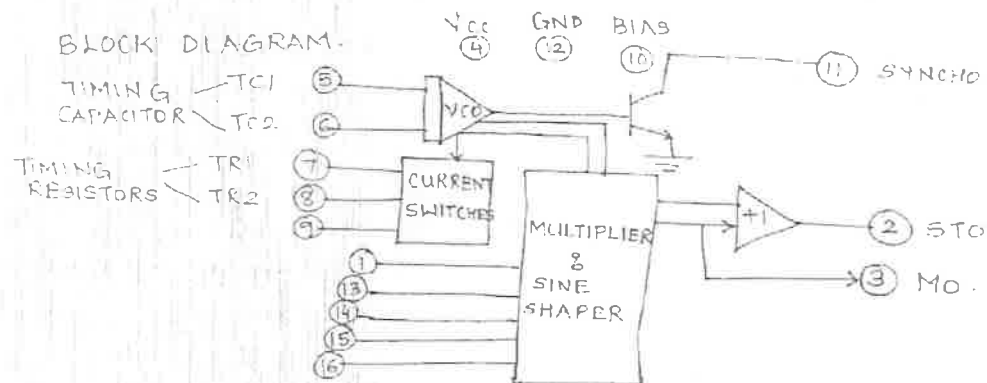 BLOCK DIAGRAM.
VCC GND BIAS
④ ⑫ ⑩
⑪ SYNCHO
TIMING CAPACITOR
TC1 ⑤
TC2 ⑥
VCO
TIMING RESISTORS
TR1 ⑦
TR2 ⑧
⑨
CURRENT
SWITCHES
MULTIPLIER
&
SINE
SHAPER
+1
② STO
③ MO.
①
⑬
⑭
⑮
⑯